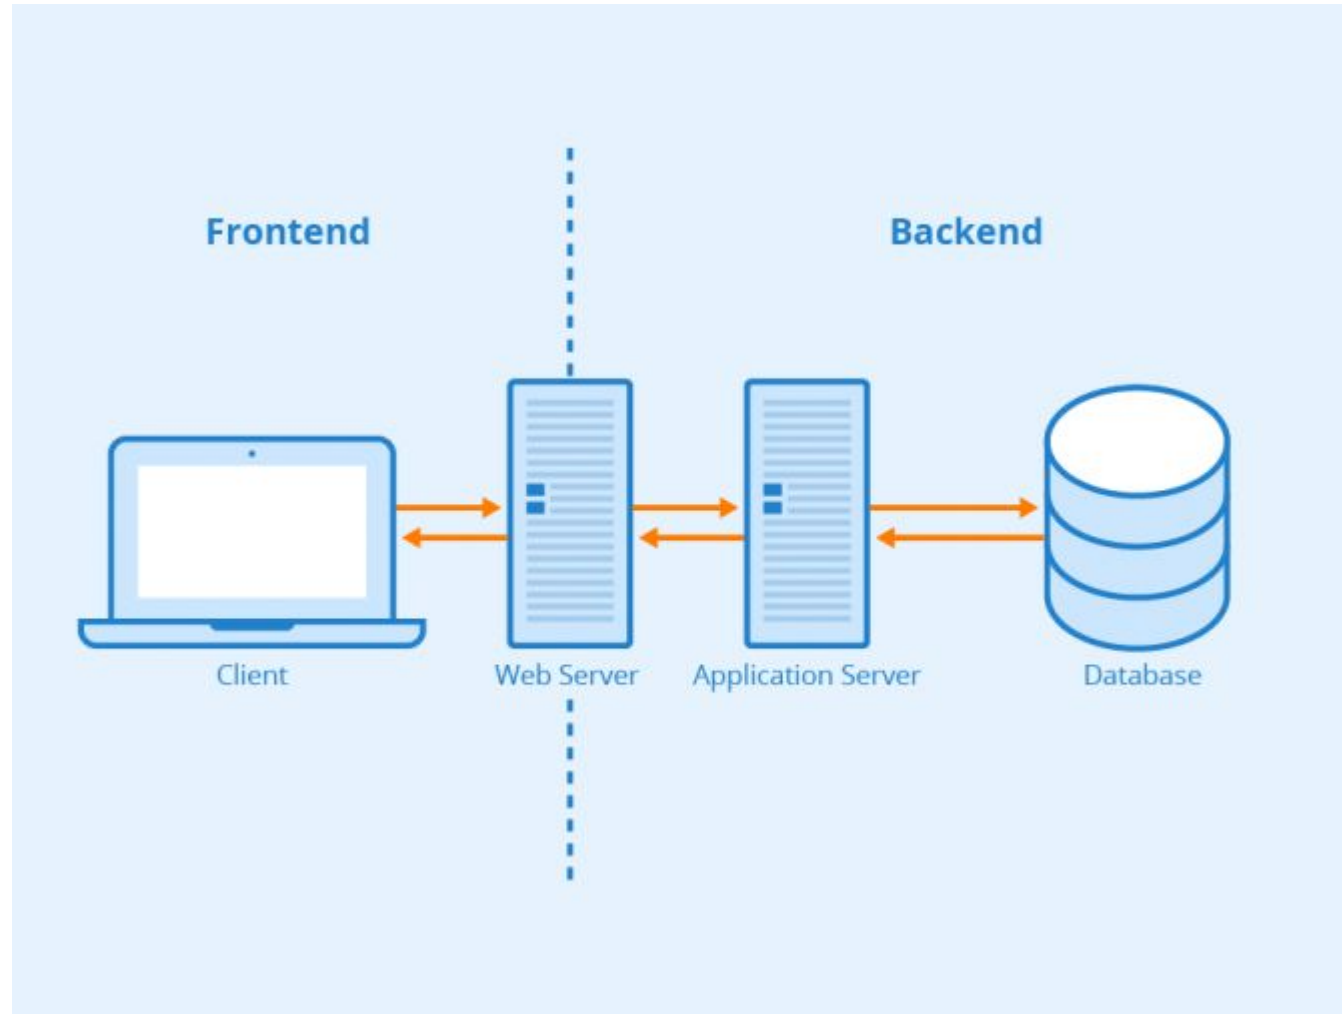 Frontend
Backend
Client
Web Server
Application Server
Database